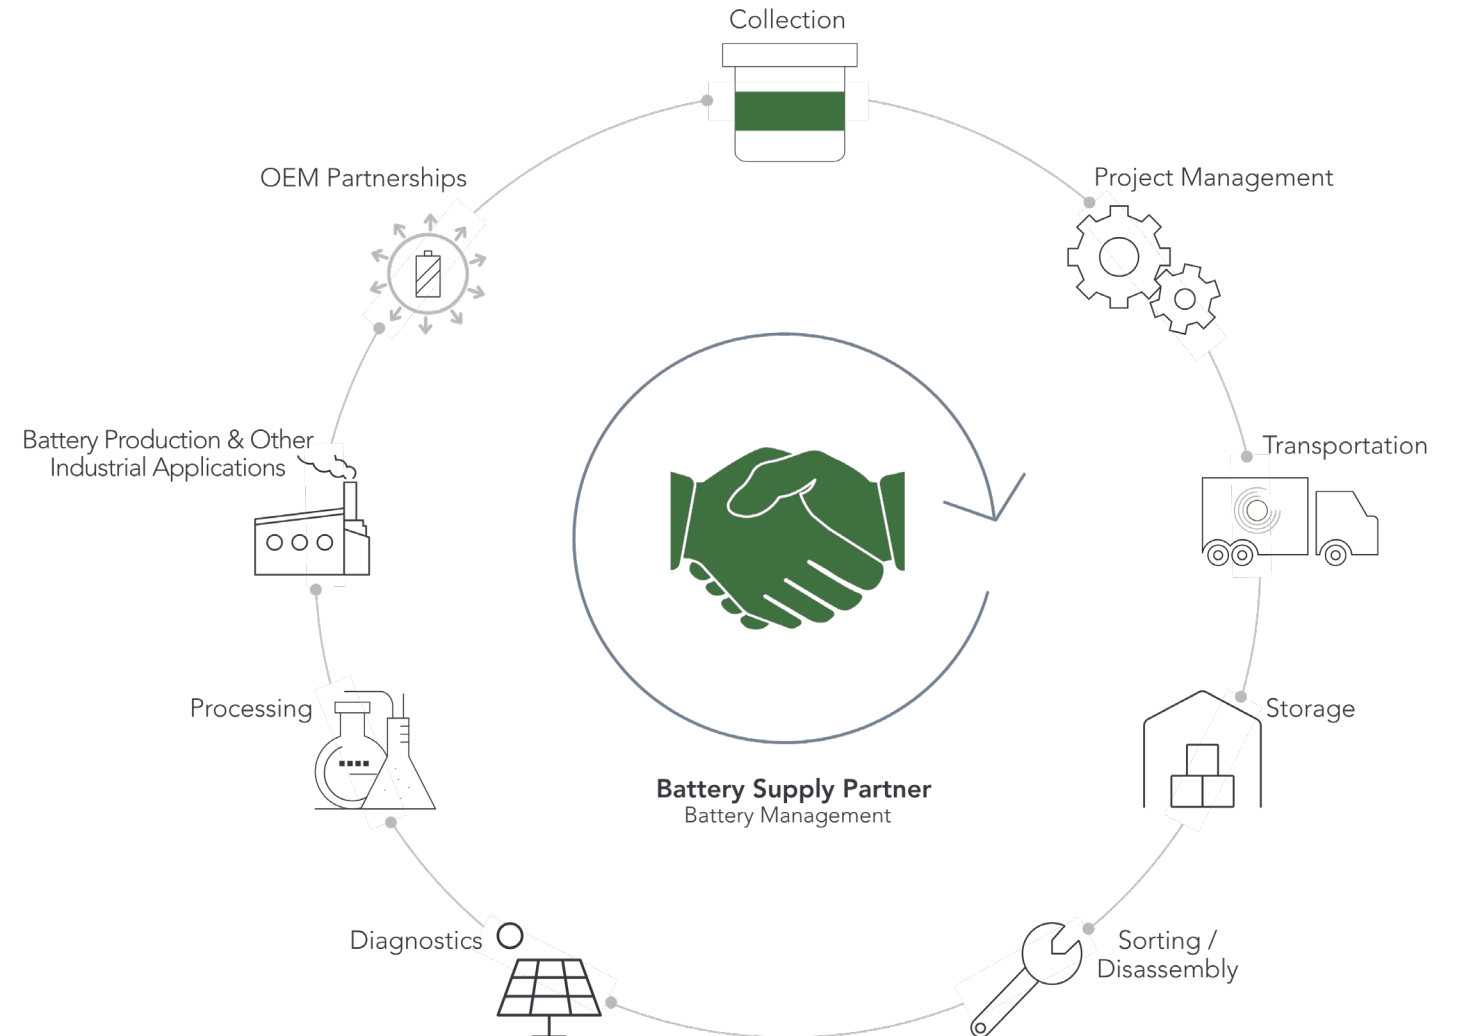 Collection
OEM Partnerships
Project Management
Battery Production & Other
Industrial Applications
Transportation
Processing
Storage
Battery Supply Partner
Battery Management
Diagnostics
Sorting /
Disassembly